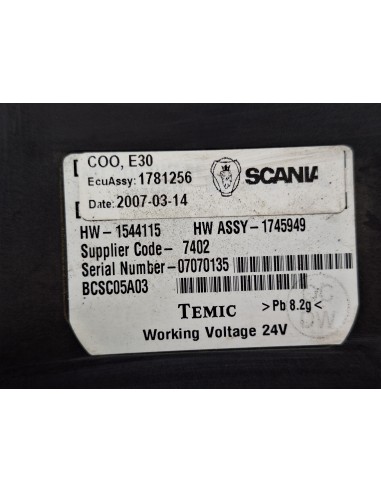 COO, E30
EcuAssy: 1781256
SCANIA
Date: 2007-03-14
HW-1544115 HW ASSY-1745949
Supplier Code- 7402
Serial Number-07070135
BCSC05A03
TEMIC >Pb 8.2g<
Working Voltage 24V